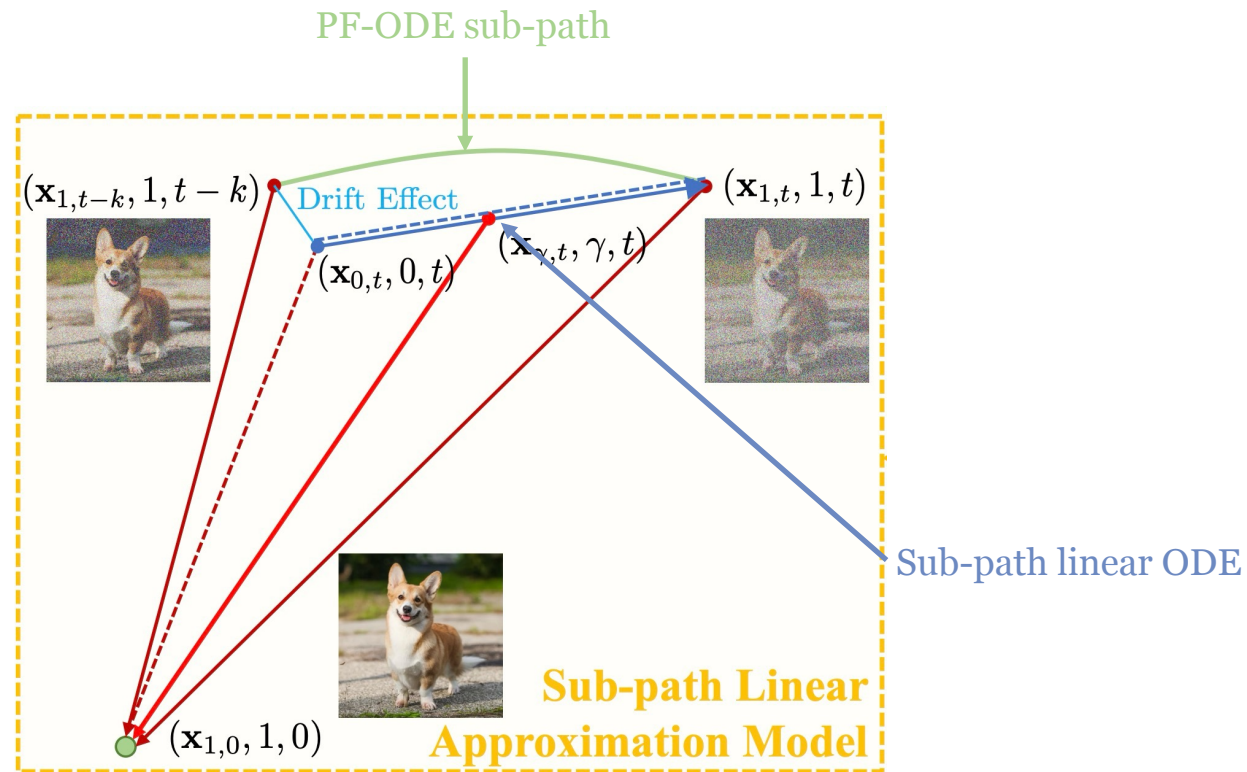 PF-ODE sub-path
(x_{1,t−k}, 1, t − k)
Drift Effect
(x_{1,t}, 1, t)
(x_{γ,t}, γ, t)
(x_{0,t}, 0, t)
Sub-path linear ODE
Sub-path Linear
Approximation Model
(x_{1,0}, 1, 0)